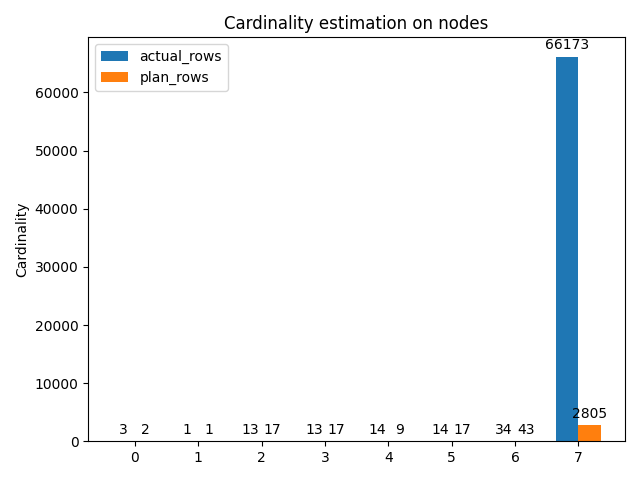 Cardinality estimation on nodes
actual_rows
plan_rows
Cardinality
60000
50000
40000
30000
20000
10000
0
3 2 1 1 13 17 13 17 14 9 14 17 34 43 66173 2805
0 1 2 3 4 5 6 7